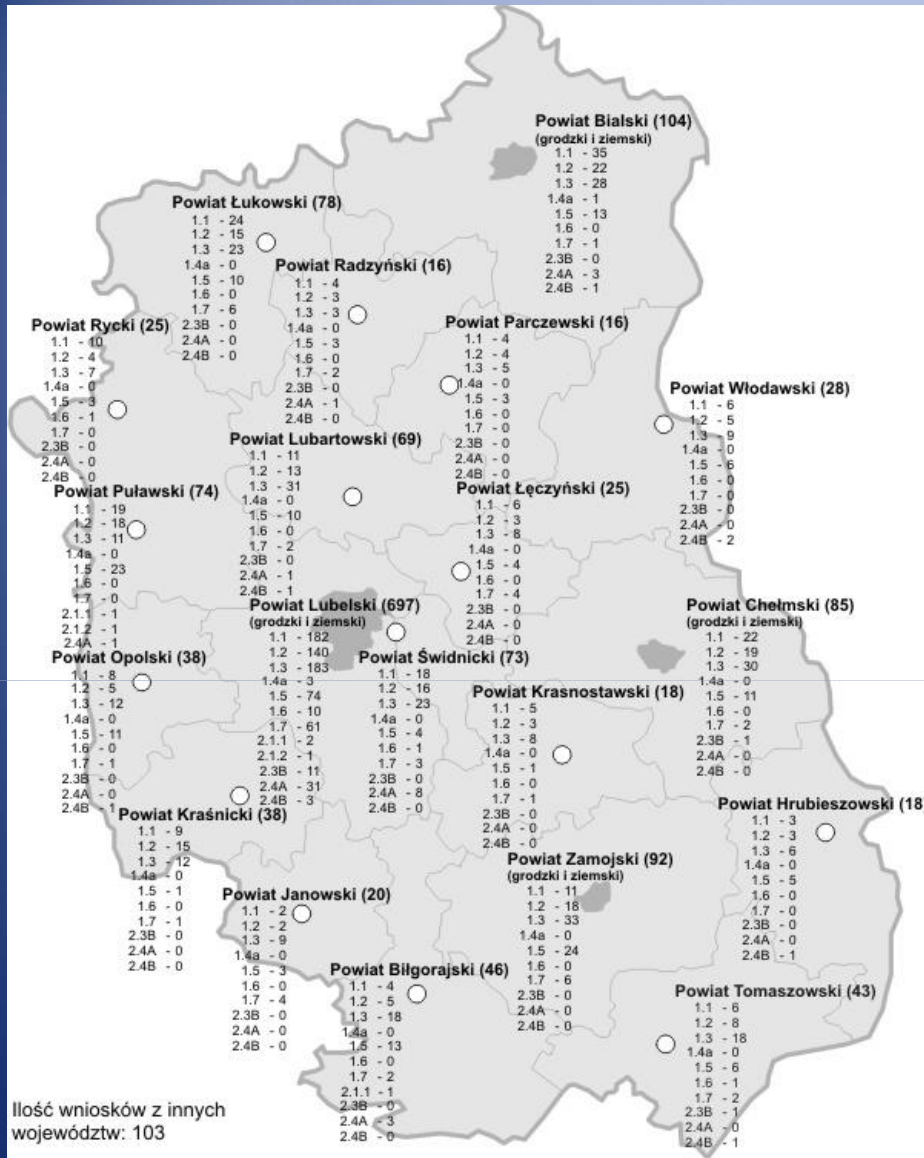 Powiat Bialski (104)
(grodzki i ziemski)
1.1 - 35
1.2 - 22
1.3 - 28
1.4a - 1
1.5 - 13
1.6 - 0
1.7 - 1
2.3B - 0
2.4A - 3
2.4B - 1
Powiat Łukowski (78)
1.1 - 24
1.2 - 15
1.3 - 23
1.4a - 0
1.5 - 10
1.6 - 0
1.7 - 6
2.3B - 0
2.4A - 0
2.4B - 0
Powiat Radzyński (16)
1.1 - 4
1.2 - 3
1.3 - 3
1.4a - 0
1.5 - 3
1.6 - 0
1.7 - 2
2.3B - 0
2.4A - 1
2.4B - 0
Powiat Rycki (25)
1.1 - 10
1.2 - 4
1.3 - 7
1.4a - 0
1.5 - 3
1.6 - 1
1.7 - 0
2.3B - 0
2.4A - 0
2.4B - 0
Powiat Parczewski (16)
1.1 - 4
1.2 - 4
1.3 - 5
1.4a - 0
1.5 - 3
1.6 - 0
1.7 - 0
2.3B - 0
2.4A - 0
2.4B - 0
Powiat Włodawski (28)
1.1 - 6
1.2 - 5
1.3 - 9
1.4a - 0
1.5 - 6
1.6 - 0
1.7 - 0
2.3B - 0
2.4A - 0
2.4B - 2
Powiat Lubartowski (69)
1.1 - 11
1.2 - 13
1.3 - 31
1.4a - 0
1.5 - 10
1.6 - 0
1.7 - 2
2.3B - 0
2.4A - 1
2.4B - 1
Powiat Puławski (74)
1.1 - 19
1.2 - 18
1.3 - 11
1.4a - 0
1.5 - 23
1.6 - 0
1.7 - 0
2.1.1 - 1
2.1.2 - 1
2.4A - 1
Powiat Łęczyński (25)
1.1 - 6
1.2 - 3
1.3 - 8
1.4a - 0
1.5 - 4
1.6 - 0
1.7 - 4
2.3B - 0
2.4A - 0
2.4B - 0
Powiat Lubelski (697)
(grodzki i ziemski)
1.1 - 182
1.2 - 140
1.3 - 183
1.4a - 3
1.5 - 74
1.6 - 10
1.7 - 61
2.1.1 - 2
2.1.2 - 1
2.3B - 11
2.4A - 31
2.4B - 3
Powiat Chełmski (85)
(grodzki i ziemski)
1.1 - 22
1.2 - 19
1.3 - 30
1.4a - 0
1.5 - 11
1.6 - 0
1.7 - 2
2.3B - 1
2.4A - 0
2.4B - 0
Powiat Opolski (38)
1.1 - 8
1.2 - 5
1.3 - 12
1.4a - 0
1.5 - 11
1.6 - 0
1.7 - 1
2.3B - 0
2.4A - 0
2.4B - 1
Powiat Świdnicki (73)
1.1 - 18
1.2 - 16
1.3 - 23
1.4a - 0
1.5 - 4
1.6 - 1
1.7 - 3
2.3B - 0
2.4A - 8
2.4B - 0
Powiat Krasnostawski (18)
1.1 - 5
1.2 - 3
1.3 - 8
1.4a - 0
1.5 - 1
1.6 - 0
1.7 - 1
2.3B - 0
2.4A - 0
2.4B - 0
Powiat Kraśnicki (38)
1.1 - 9
1.2 - 15
1.3 - 12
1.4a - 0
1.5 - 1
1.6 - 0
1.7 - 1
2.3B - 0
2.4A - 0
2.4B - 0
Powiat Hrubieszowski (18
1.1 - 3
1.2 - 3
1.3 - 6
1.4a - 0
1.5 - 5
1.6 - 0
1.7 - 0
2.3B - 0
2.4A - 0
2.4B - 1
Powiat Zamojski (92)
(grodzki i ziemski)
1.1 - 11
1.2 - 18
1.3 - 33
1.4a - 0
1.5 - 24
1.6 - 0
1.7 - 6
2.3B - 0
2.4A - 0
2.4B - 0
Powiat Janowski (20)
1.1 - 2
1.2 - 2
1.3 - 9
1.4a - 0
1.5 - 3
1.6 - 0
1.7 - 4
2.3B - 0
2.4A - 0
2.4B - 0
Powiat Biłgorajski (46)
1.1 - 4
1.2 - 5
1.3 - 18
1.4a - 0
1.5 - 13
1.6 - 0
1.7 - 2
2.1.1 - 1
2.3B - 0
2.4A - 3
2.4B - 0
Powiat Tomaszowski (43)
1.1 - 6
1.2 - 8
1.3 - 18
1.4a - 0
1.5 - 6
1.6 - 1
1.7 - 2
2.3B - 1
2.4A - 0
2.4B - 1
Ilość wniosków z innych
województw: 103